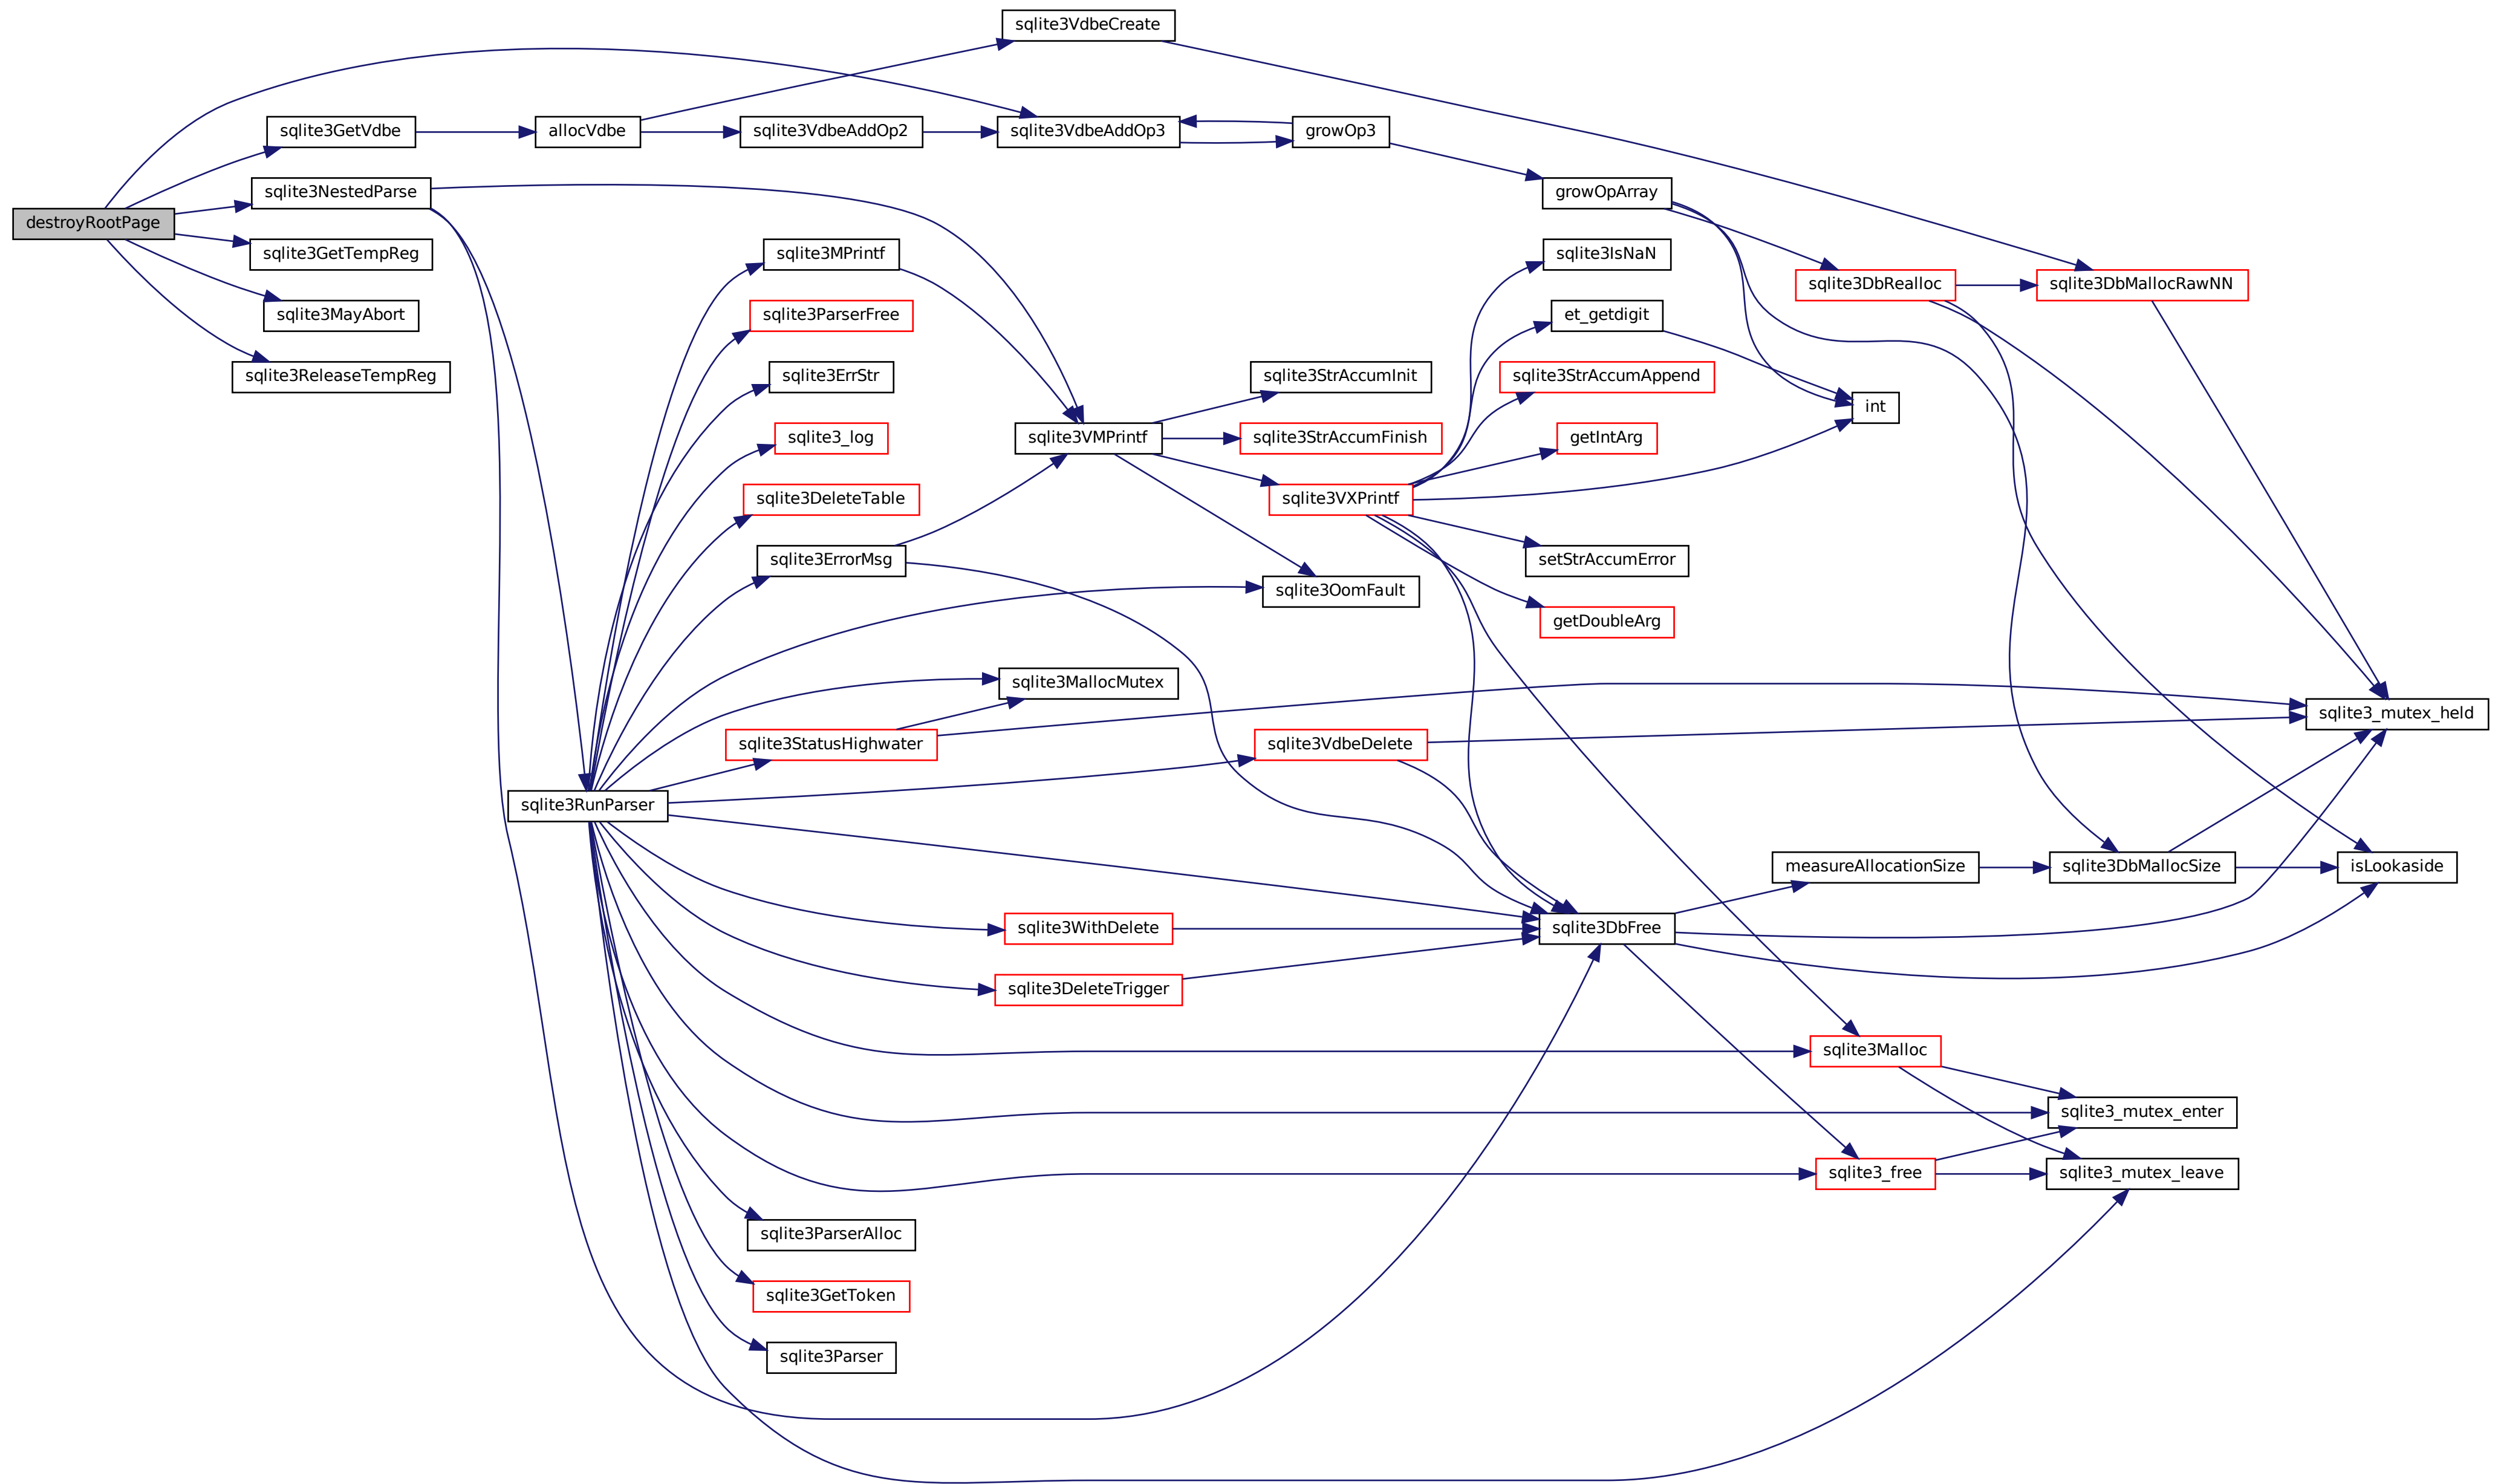 destroyRootPage
sqlite3GetVdbe
sqlite3NestedParse
sqlite3GetTempReg
sqlite3MayAbort
sqlite3ReleaseTempReg
allocVdbe
sqlite3RunParser
sqlite3VdbeAddOp2
sqlite3MPrintf
sqlite3ParserFree
sqlite3ErrStr
sqlite3_log
sqlite3DeleteTable
sqlite3ErrorMsg
sqlite3StatusHighwater
sqlite3ParserAlloc
sqlite3GetToken
sqlite3Parser
sqlite3VdbeCreate
sqlite3VdbeAddOp3
sqlite3VMPrintf
sqlite3MallocMutex
sqlite3WithDelete
sqlite3DeleteTrigger
growOp3
sqlite3StrAccumInit
sqlite3StrAccumFinish
sqlite3VXPrintf
sqlite3OomFault
sqlite3VdbeDelete
growOpArray
sqlite3IsNaN
et_getdigit
sqlite3StrAccumAppend
getIntArg
setStrAccumError
getDoubleArg
sqlite3DbFree
sqlite3DbRealloc
int
measureAllocationSize
sqlite3Malloc
sqlite3_free
sqlite3DbMallocRawNN
sqlite3DbMallocSize
sqlite3_mutex_enter
sqlite3_mutex_leave
sqlite3_mutex_held
isLookaside